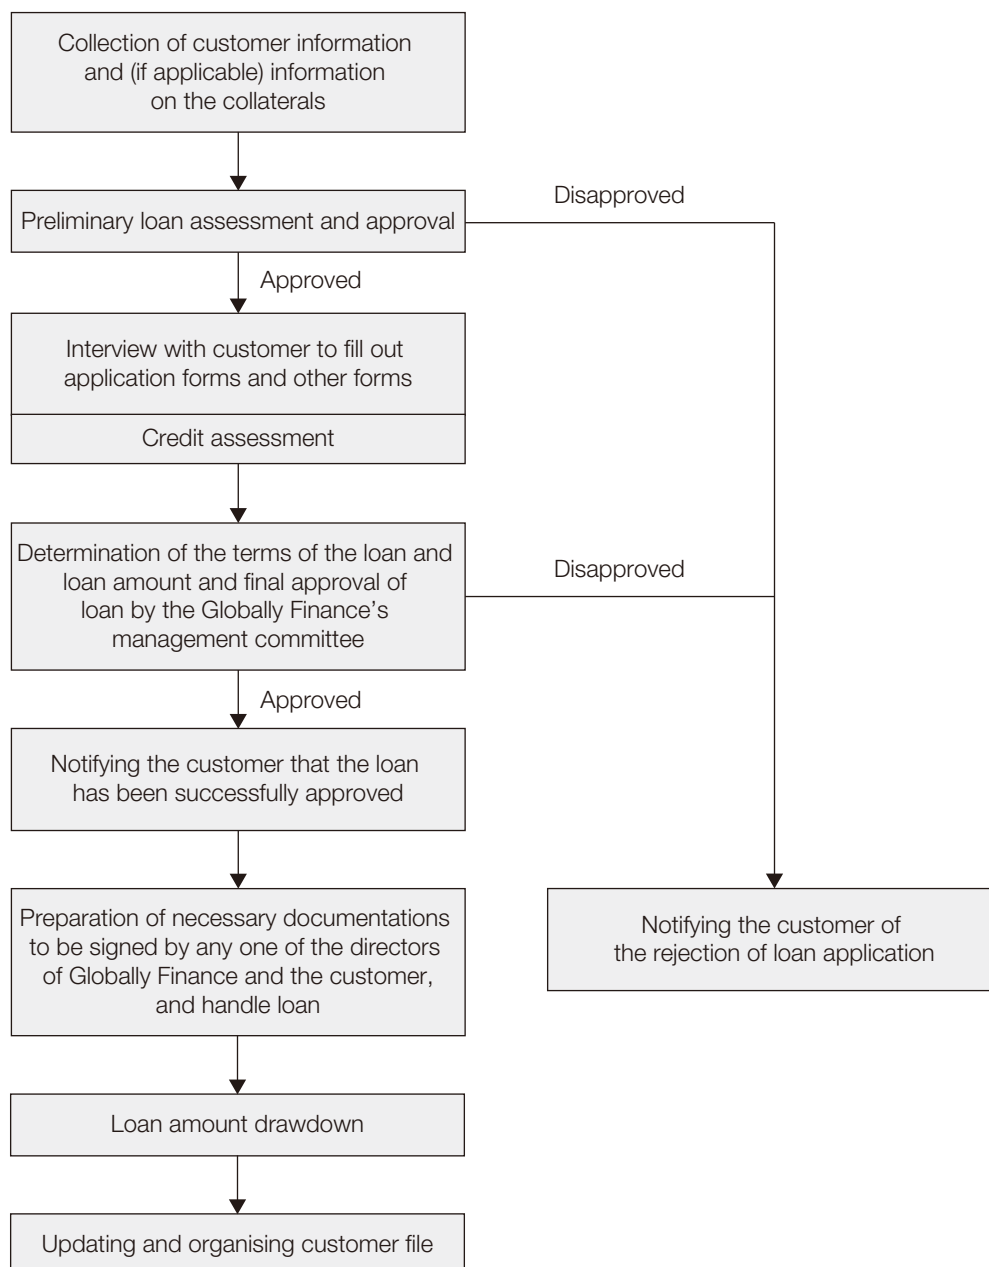 Collection of customer information
and (if applicable) information
on the collaterals
Preliminary loan assessment and approval
Disapproved
Approved
Interview with customer to fill out
application forms and other forms
Credit assessment
Determination of the terms of the loan and
loan amount and final approval of
loan by the Globally Finance’s
management committee
Disapproved
Approved
Notifying the customer that the loan
has been successfully approved
Preparation of necessary documentations
to be signed by any one of the directors
of Globally Finance and the customer,
and handle loan
Notifying the customer of
the rejection of loan application
Loan amount drawdown
Updating and organising customer file